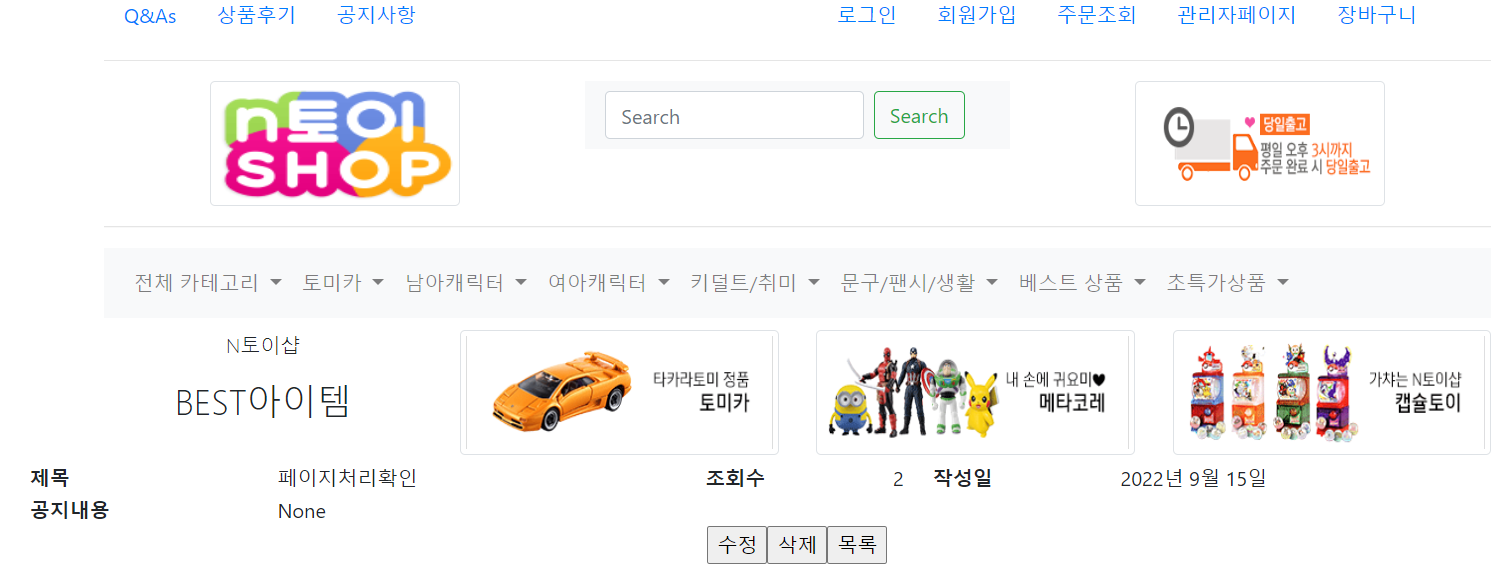 Q&As 상품후기 공지사항 로그인 회원가입 주문조회 관리자페이지 장바구니
n토이
SHOP
Search Search
당일출고
평일 오후 3시까지
주문 완료 시 당일출고
전체 카테고리 토미카 남아캐릭터 여아캐릭터 키덜트/취미 문구/팬시/생활 베스트 상품 초특가상품
N토이샵
BEST아이템
타카라토미 정품
토미카
내 손에 귀요미♥
메타코레
가챠는 N토이샵
캡슐토이
제목 페이지처리확인 조회수 2 작성일 2022년 9월 15일
공지내용 None
수정 삭제 목록